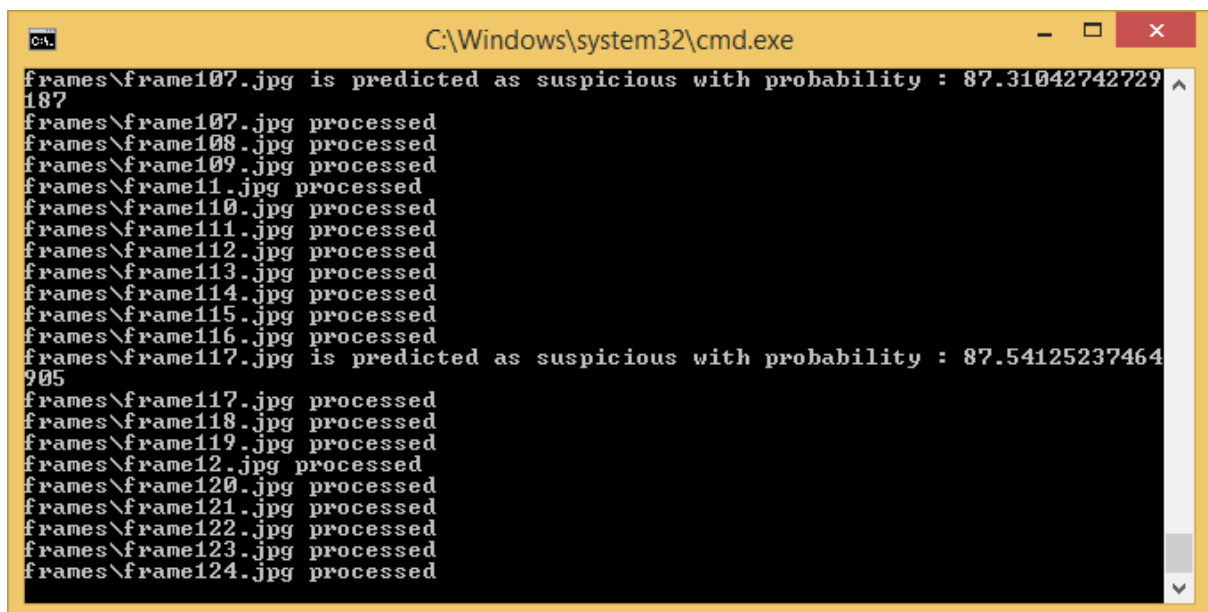 C:\Windows\system32\cmd.exe
frames\frame107.jpg is predicted as suspicious with probability : 87.31042742729
187
frames\frame107.jpg processed
frames\frame108.jpg processed
frames\frame109.jpg processed
frames\frame11.jpg processed
frames\frame110.jpg processed
frames\frame111.jpg processed
frames\frame112.jpg processed
frames\frame113.jpg processed
frames\frame114.jpg processed
frames\frame115.jpg processed
frames\frame116.jpg processed
frames\frame117.jpg is predicted as suspicious with probability : 87.54125237464
905
frames\frame117.jpg processed
frames\frame118.jpg processed
frames\frame119.jpg processed
frames\frame12.jpg processed
frames\frame120.jpg processed
frames\frame121.jpg processed
frames\frame122.jpg processed
frames\frame123.jpg processed
frames\frame124.jpg processed